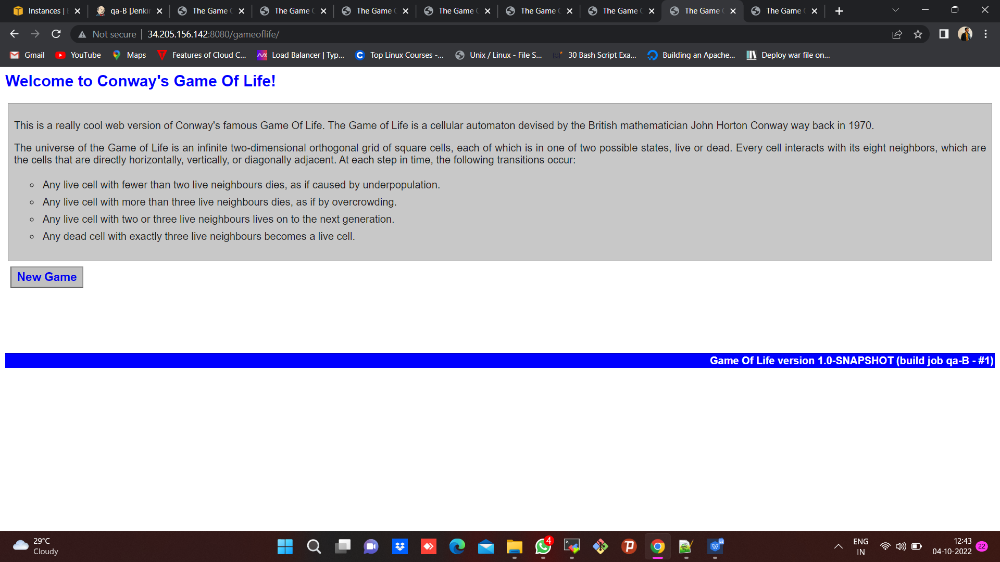 Instances | E
qa-B [Jenkin
The Game O
The Game O
The Game O
The Game O
The Game O
The Game O
The Game O
The Game O
Not secure | 34.205.156.142:8080/gameoflife/
Gmail
YouTube
Maps
Features of Cloud C...
Load Balancer | Typ...
Top Linux Courses -...
Unix / Linux - File S...
30 Bash Script Exa...
Building an Apache...
Deploy war file on...
Welcome to Conway's Game Of Life!
This is a really cool web version of Conway's famous Game Of Life. The Game of Life is a cellular automaton devised by the British mathematician John Horton Conway way back in 1970.
The universe of the Game of Life is an infinite two-dimensional orthogonal grid of square cells, each of which is in one of two possible states, live or dead. Every cell interacts with its eight neighbors, which are
the cells that are directly horizontally, vertically, or diagonally adjacent. At each step in time, the following transitions occur:
Any live cell with fewer than two live neighbours dies, as if caused by underpopulation.
Any live cell with more than three live neighbours dies, as if by overcrowding.
Any live cell with two or three live neighbours lives on to the next generation.
Any dead cell with exactly three live neighbours becomes a live cell.
New Game
Game Of Life version 1.0-SNAPSHOT (build job qa-B - #1)
29°C
Cloudy
4
ENG
IN
12:43
04-10-2022
22